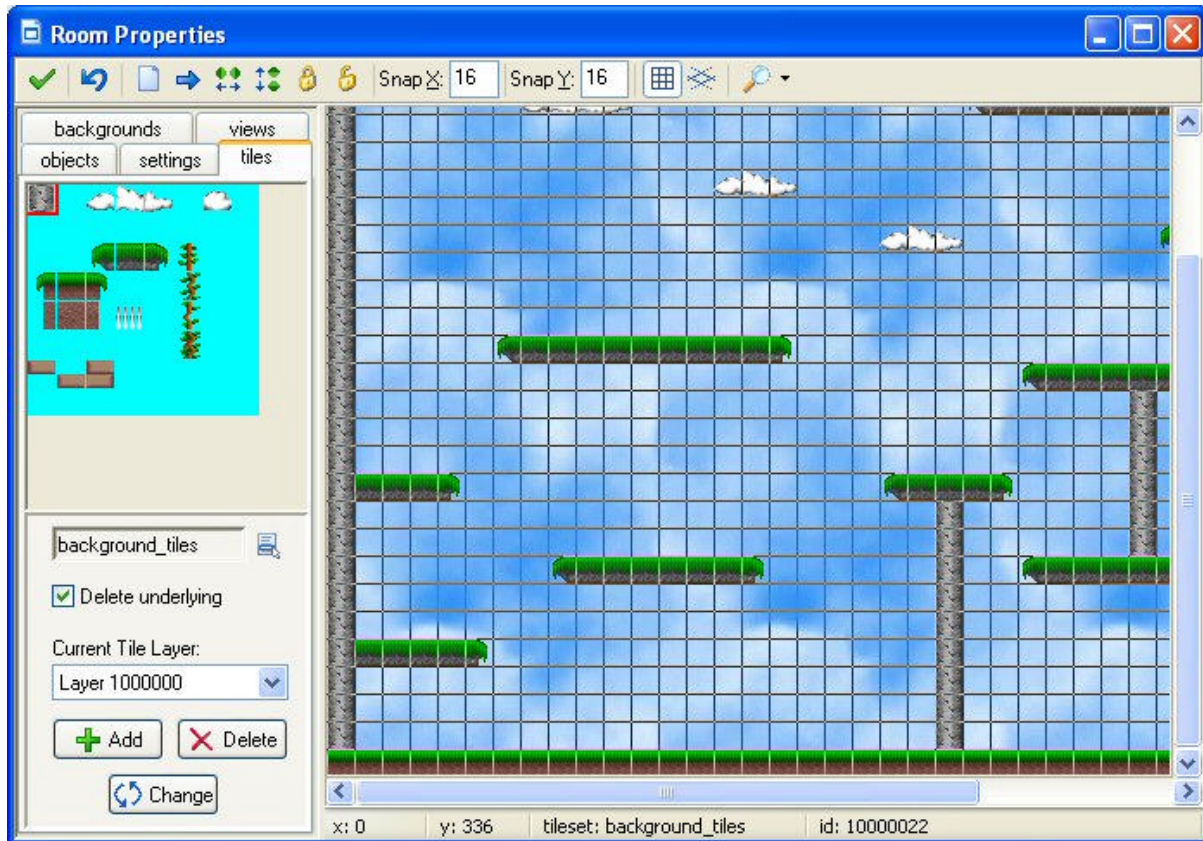 Room Properties
Snap X: 16 Snap Y: 16
backgrounds views
objects settings tiles
background_tiles
Delete underlying
Current Tile Layer:
Layer 1000000
Add Delete
Change
x: 0 y: 336 tileset: background_tiles id: 10000022